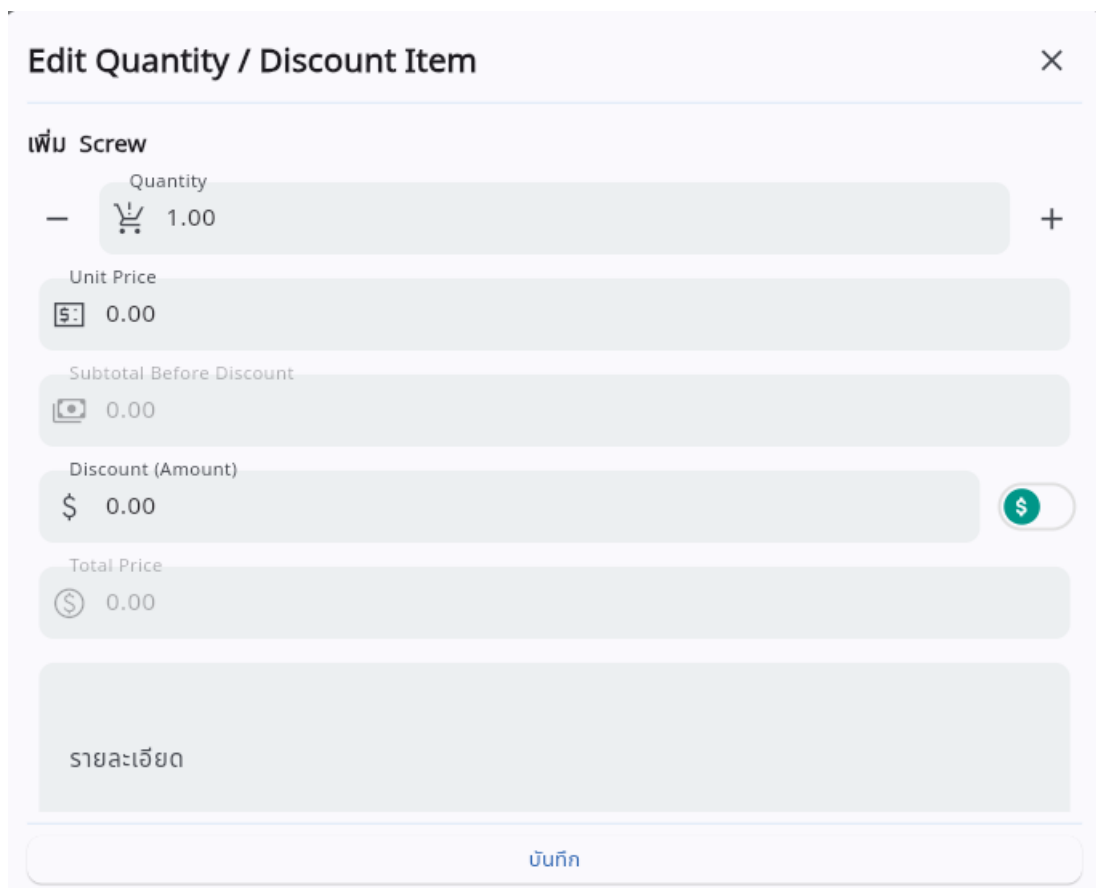 Edit Quantity / Discount Item
เพิ่ม Screw
Quantity
1.00
Unit Price
0.00
Subtotal Before Discount
0.00
Discount (Amount)
$ 0.00
$
Total Price
0.00
รายละเอียด
บันทึก